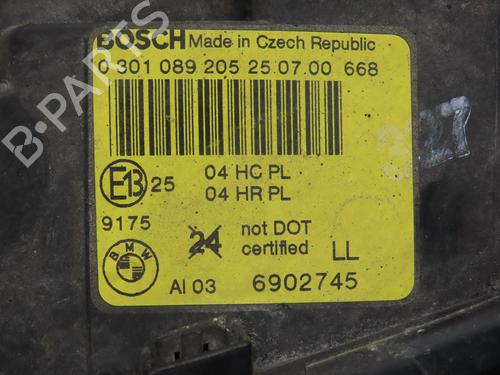 B-PARTS
BOSCH Made in Czech Republic
0 301 089 205 25.07.00 668
327
E13 25 04 HC PL
04 HR PL
9175
24 not DOT
certified
LL
BMW
AI 03 6902745